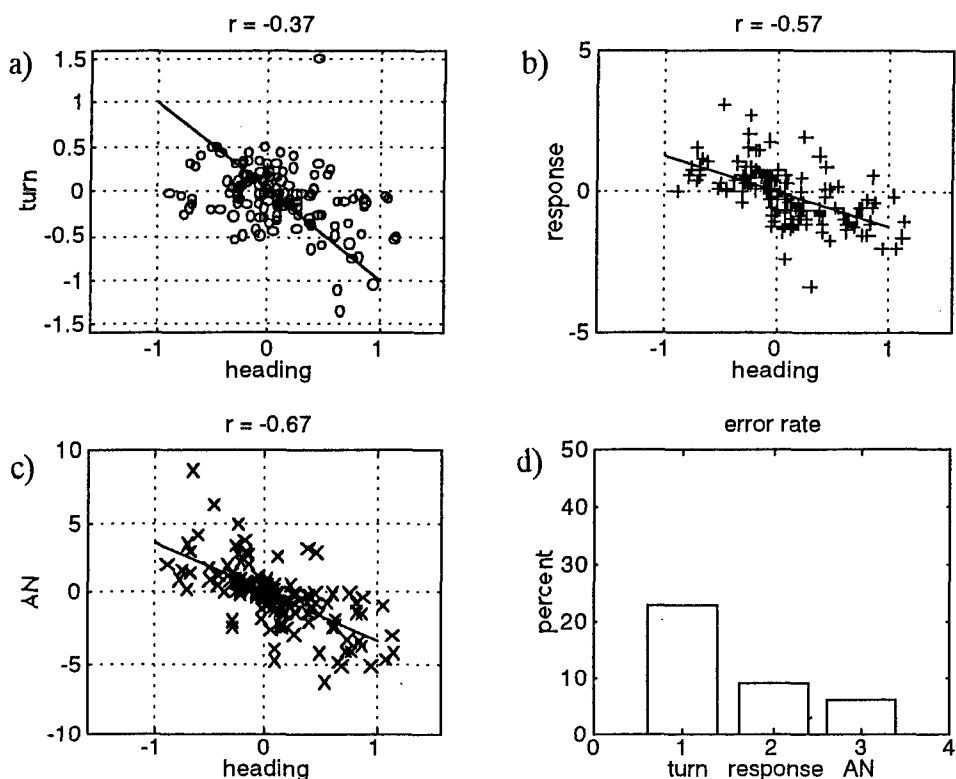 r = -0.37
a)
turn
1.5
1
0.5
0
-0.5
-1
-1.5
-1
0
1
heading
r = -0.57
b)
response
5
0
-5
-1
0
1
heading
r = -0.67
c)
AN
10
5
0
-5
-10
-1
0
1
heading
error rate
d)
percent
50
40
30
20
10
0
0
1
2
3
4
turn response AN